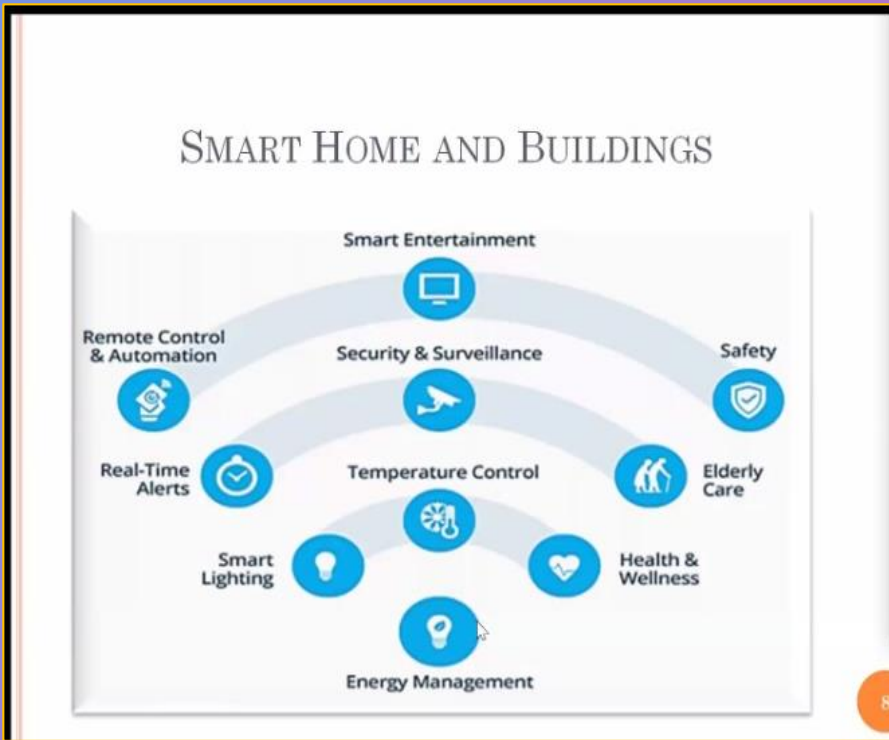 SMART HOME AND BUILDINGS
Smart Entertainment
Remote Control
& Automation
Security & Surveillance
Safety
Real-Time
Alerts
Temperature Control
Elderly
Care
Smart
Lighting
Health &
Wellness
Energy Management
8